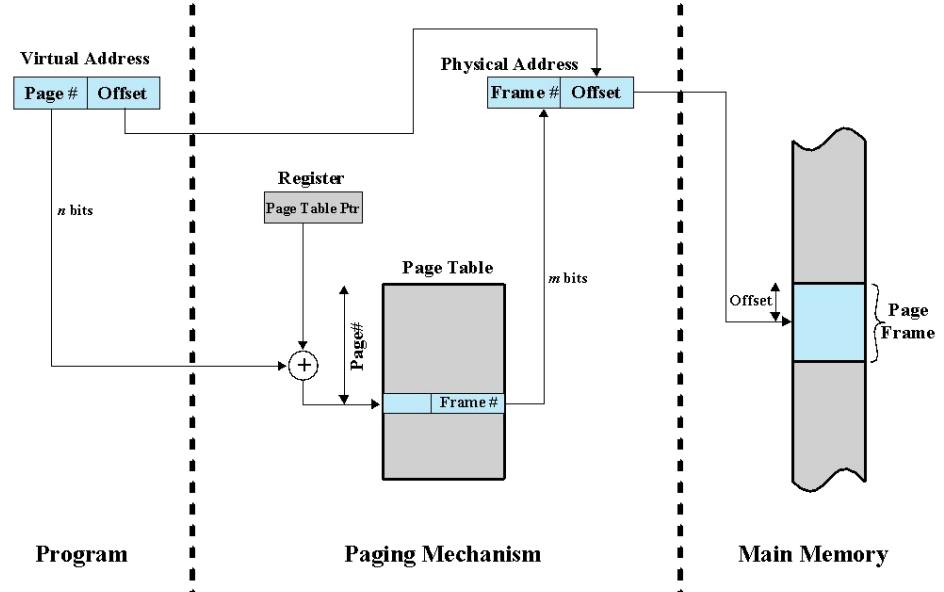 Virtual Address
Page # Offset
Physical Address
Frame # Offset
Register
Page Table Ptr
n bits
Page Table
m bits
Page#
+
Frame #
Offset
Page
Frame
Program
Paging Mechanism
Main Memory